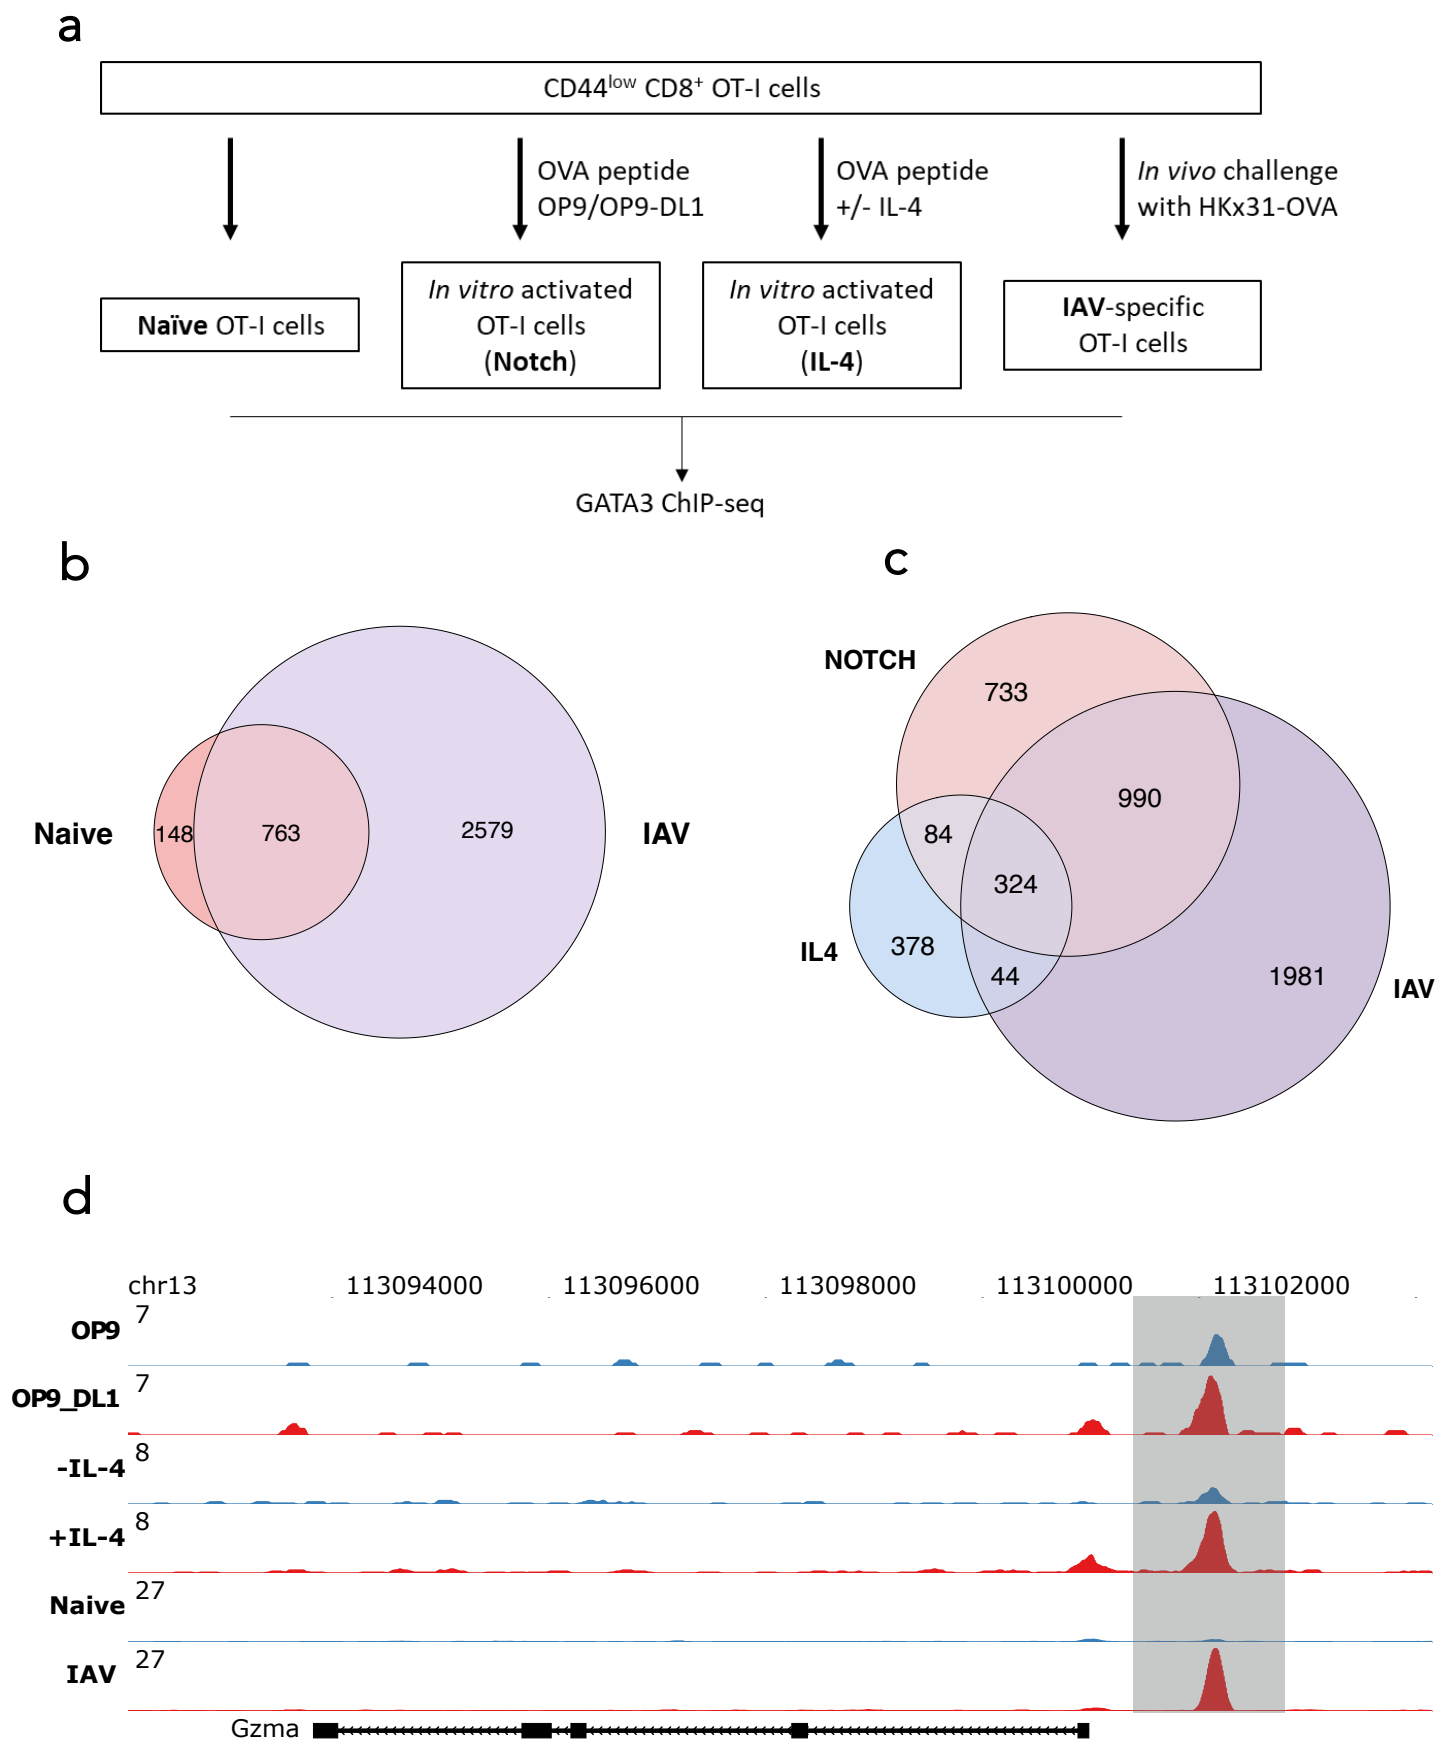 a
CD44low CD8+ OT-I cells
OVA peptide
OP9/OP9-DL1
OVA peptide
+/- IL-4
In vivo challenge
with HKx31-OVA
Naïve OT-I cells
In vitro activated
OT-I cells
(Notch)
In vitro activated
OT-I cells
(IL-4)
IAV-specific
OT-I cells
GATA3 ChIP-seq
b
Naive
148
763
2579
IAV
c
NOTCH
733
990
84
324
IL4
378
44
1981
IAV
d
chr13 113094000 113096000 113098000 113100000 113102000
OP9 7
OP9_DL1 7
-IL-4 8
+IL-4 8
Naive 27
IAV 27
Gzma